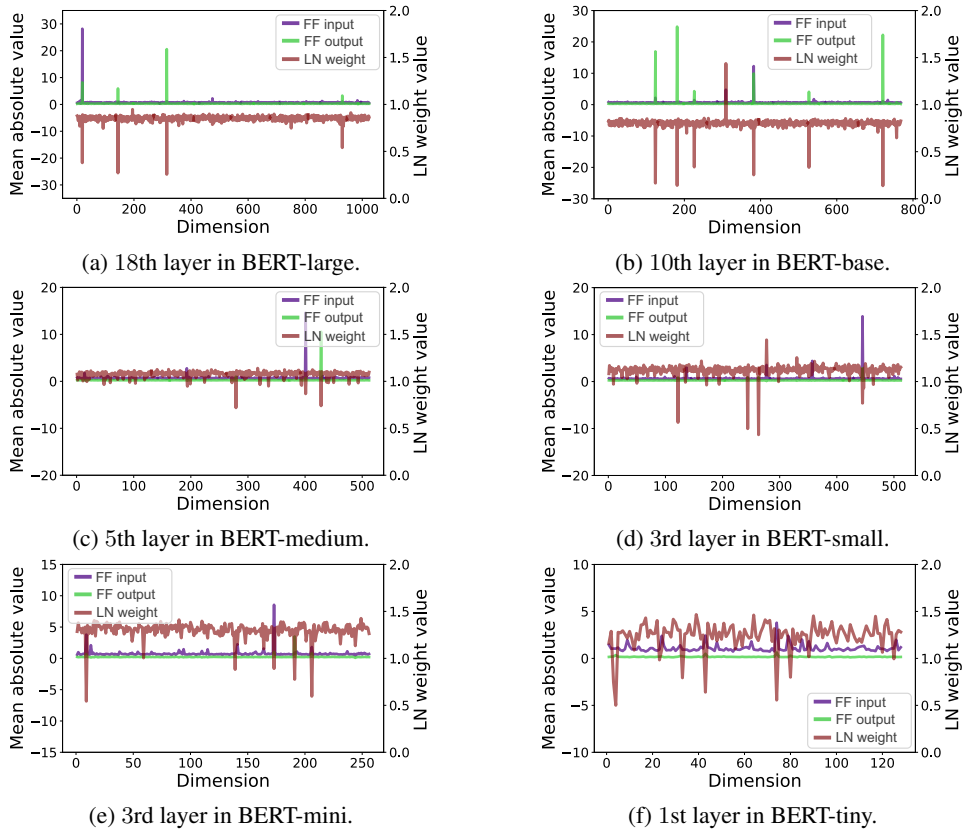 Mean absolute value
30
20
10
0
−10
−20
−30
FF input
FF output
LN weight
2.0
1.5
1.0
0.5
0.0
LN weight value
0 200 400 600 800 1000
Dimension
(a) 18th layer in BERT-large.
Mean absolute value
30
20
10
0
−10
−20
−30
FF input
FF output
LN weight
2.0
1.5
1.0
0.5
0.0
LN weight value
0 200 400 600 800
Dimension
(b) 10th layer in BERT-base.
Mean absolute value
20
10
0
−10
−20
FF input
FF output
LN weight
2.0
1.5
1.0
0.5
0.0
LN weight value
0 100 200 300 400 500
Dimension
(c) 5th layer in BERT-medium.
Mean absolute value
20
10
0
−10
−20
FF input
FF output
LN weight
2.0
1.5
1.0
0.5
0.0
LN weight value
0 100 200 300 400 500
Dimension
(d) 3rd layer in BERT-small.
Mean absolute value
15
10
5
0
−5
−10
−15
FF input
FF output
LN weight
2.0
1.5
1.0
0.5
0.0
LN weight value
0 50 100 150 200 250
Dimension
(e) 3rd layer in BERT-mini.
Mean absolute value
10
5
0
−5
−10
FF input
FF output
LN weight
2.0
1.5
1.0
0.5
0.0
LN weight value
0 20 40 60 80 100 120
Dimension
(f) 1st layer in BERT-tiny.